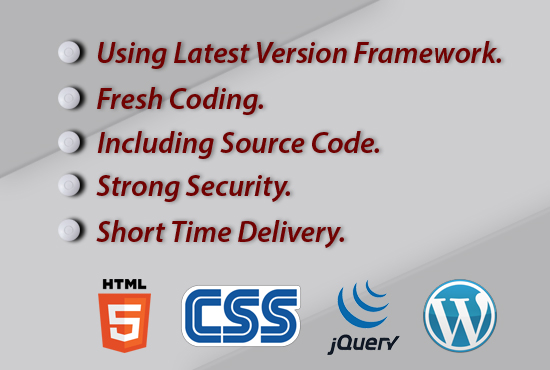 Using Latest Version Framework.
Fresh Coding.
Including Source Code.
Strong Security.
Short Time Delivery.
HTML
5
CSS
jQuery
W